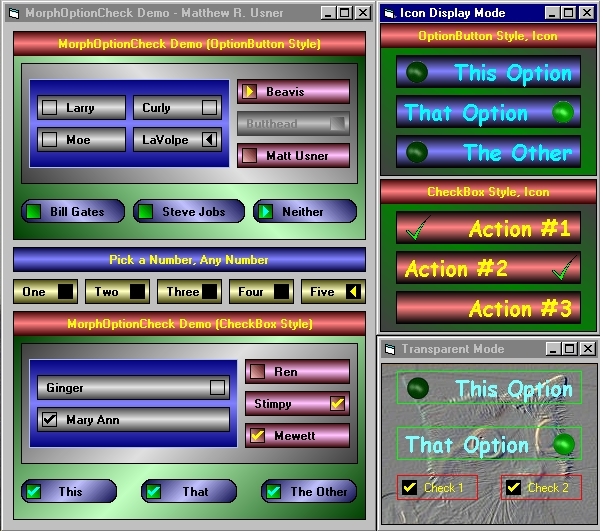 MorphOptionCheck Demo - Matthew R. Usner
MorphOptionCheck Demo (OptionButton Style)
Larry
Curly
Moe
LaVolpe
Beavis
Butthead
Matt Usner
Bill Gates
Steve Jobs
Neither
Pick a Number, Any Number
One
Two
Three
Four
Five
MorphOptionCheck Demo (CheckBox Style)
Ginger
Mary Ann
Ren
Stimpy
Mewett
This
That
The Other
Icon Display Mode
OptionButton Style, Icon
This Option
That Option
The Other
CheckBox Style, Icon
Action #1
Action #2
Action #3
Transparent Mode
This Option
That Option
Check 1
Check 2